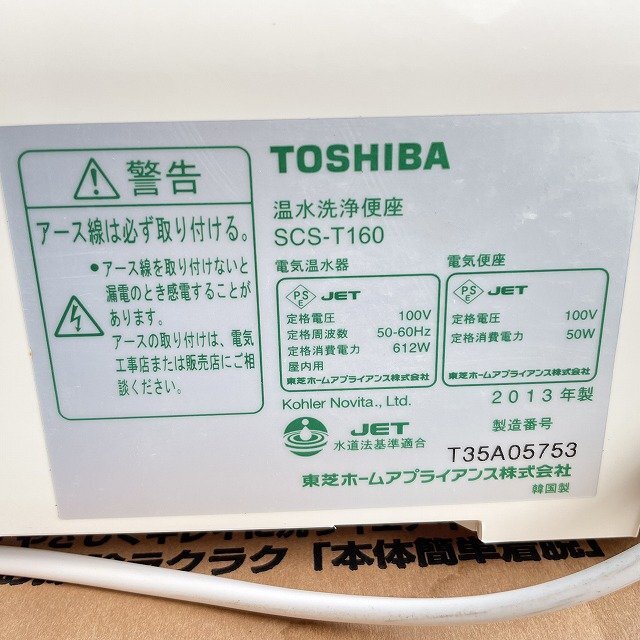 警告
アース線は必ず取り付ける。
●アース線を取り付けないと
漏電のとき感電することが
あります。
アースの取り付けは、電気
工事店または販売店にご相
談ください。
TOSHIBA
温水洗浄便座
SCS-T160
電気温水器
PS E JET
定格電圧 100V
定格周波数 50-60Hz
定格消費電力 612W
屋内用
東芝ホームアプライアンス株式会社
電気便座
PS E JET
定格電圧 100V
定格消費電力 50W
東芝ホームアプライアンス株式会社
Kohler Novita., Ltd.
2013年製
JET
水道法基準適合
製造番号
T35A05753
東芝ホームアプライアンス株式会社
韓国製
ラクラク「本体簡単着脱」